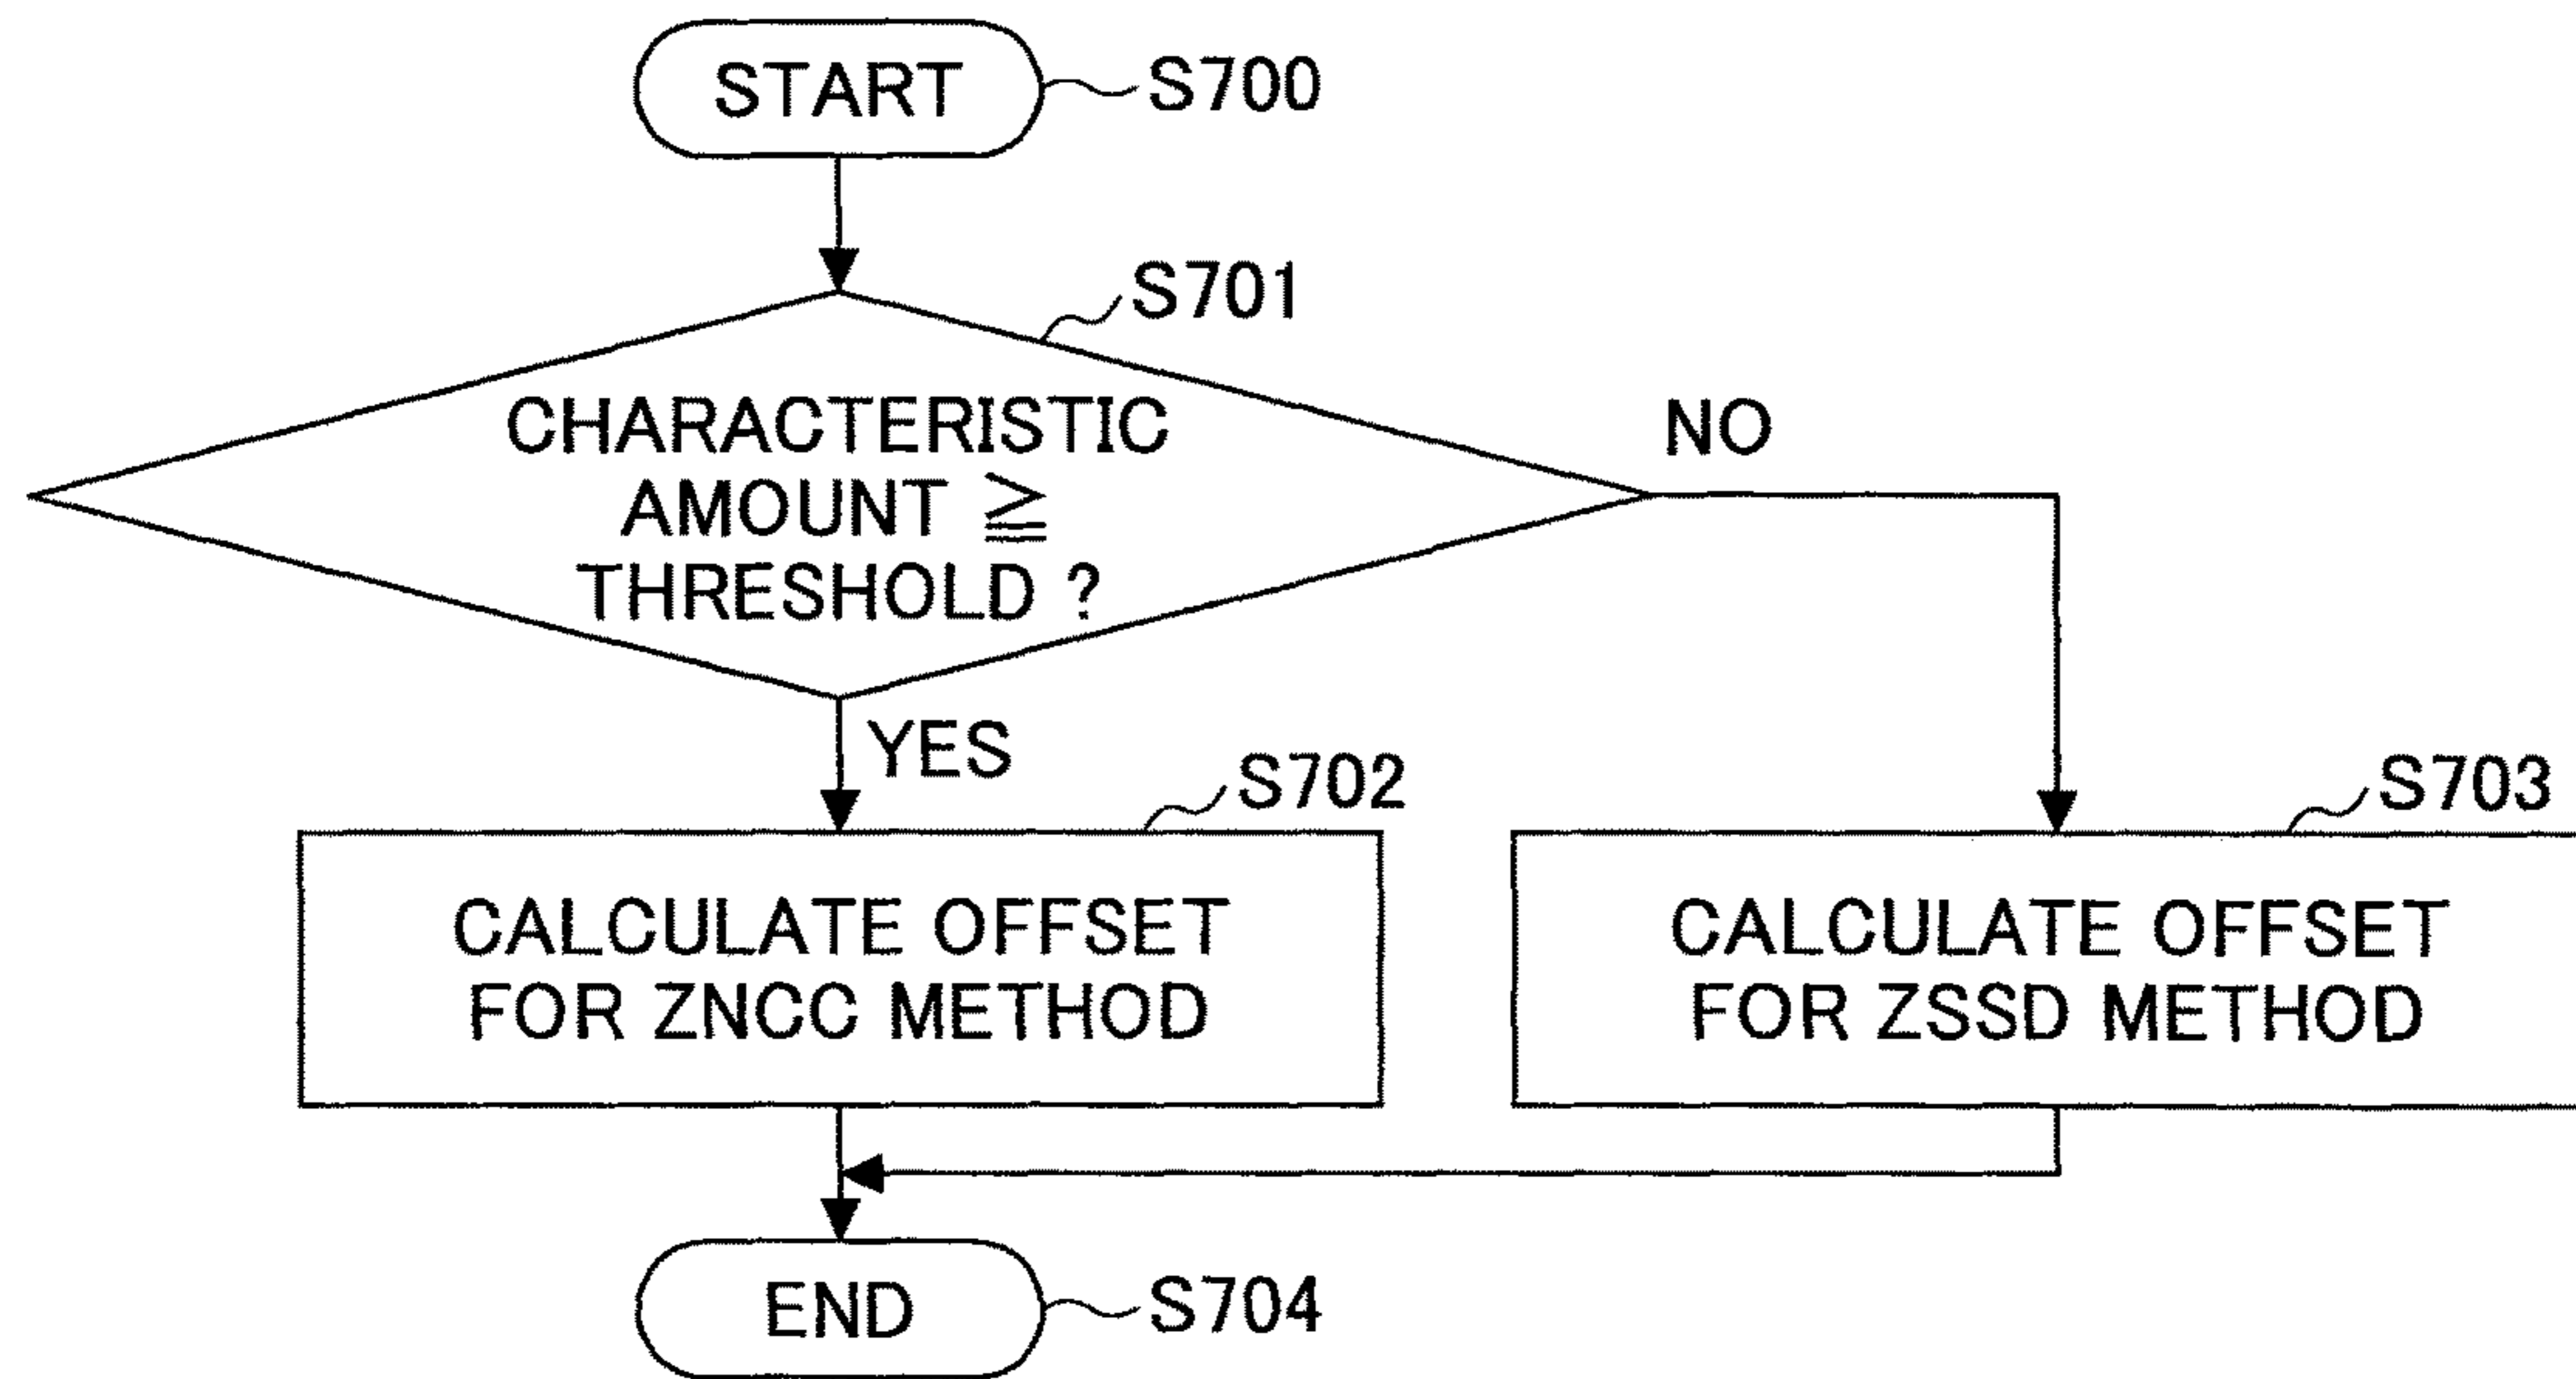 START
S700
S701
CHARACTERISTIC
AMOUNT ≧
THRESHOLD ?
NO
YES
S702
CALCULATE OFFSET
FOR ZNCC METHOD
S703
CALCULATE OFFSET
FOR ZSSD METHOD
END
S704